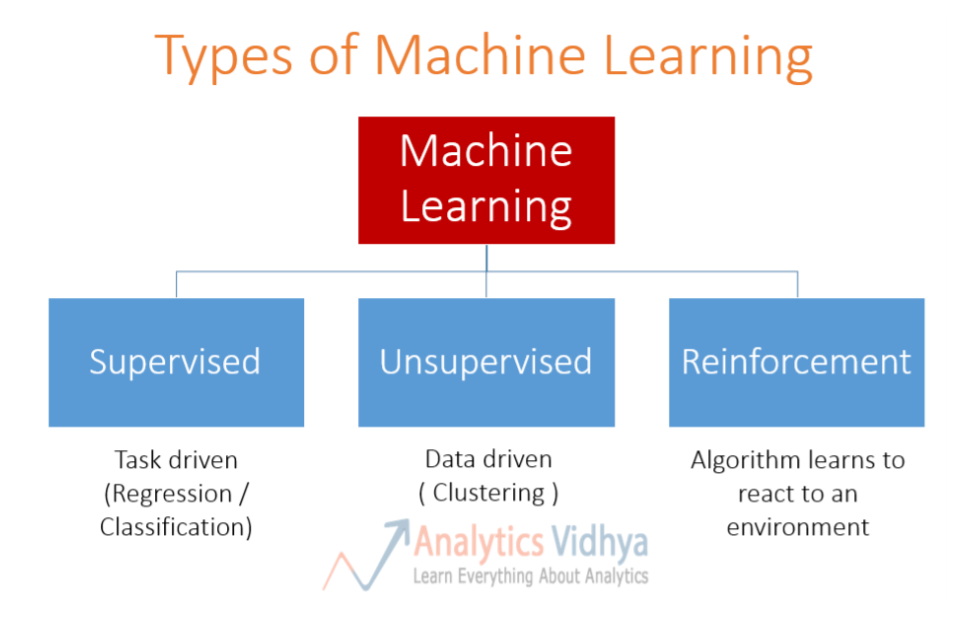 Types of Machine Learning
Machine
Learning
Supervised
Unsupervised
Reinforcement
Task driven
(Regression /
Classification)
Data driven
( Clustering )
Algorithm learns to
react to an
environment
Analytics Vidhya
Learn Everything About Analytics